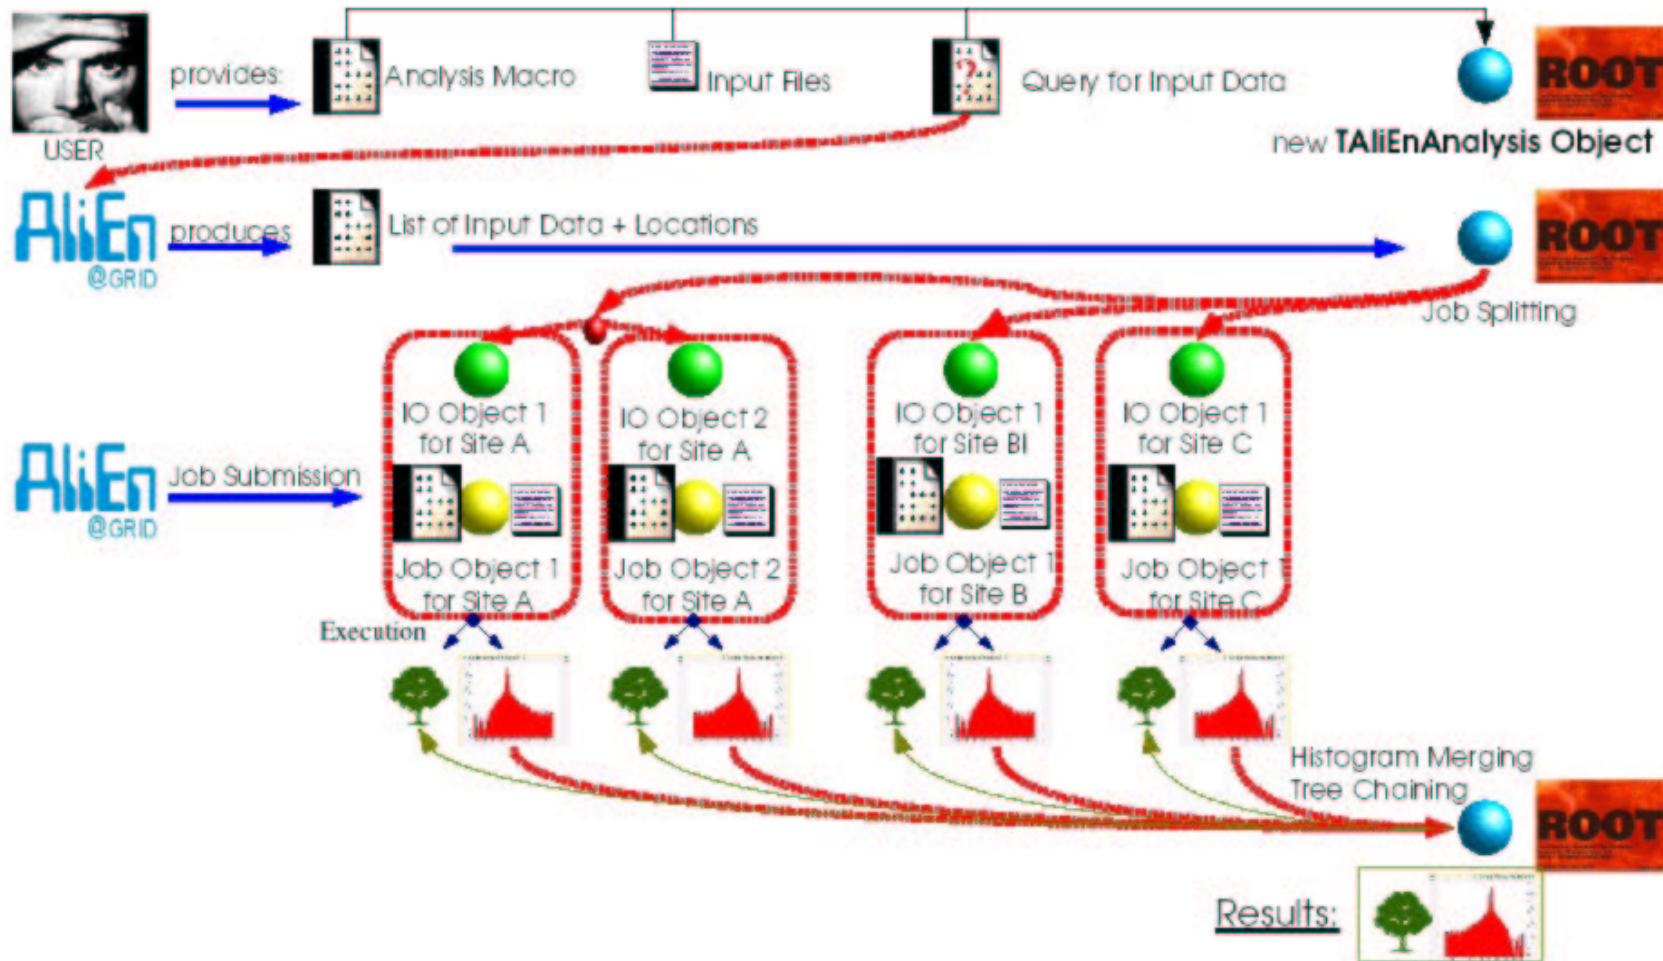 provides:
Analysis Macro
Input Files
Query for Input Data
ROOT
USER
new TAliEnAnalysis Object
AliEn
@GRID
produces
List of Input Data + Locations
ROOT
Job Splitting
IO Object 1
for Site A
IO Object 2
for Site A
IO Object 1
for Site BI
IO Object 1
for Site C
AliEn
@GRID
Job Submission
Job Object 1
for Site A
Job Object 2
for Site A
Job Object 1
for Site B
Job Object 1
for Site C
Execution
Histogram Merging
Tree Chaining
ROOT
Results: